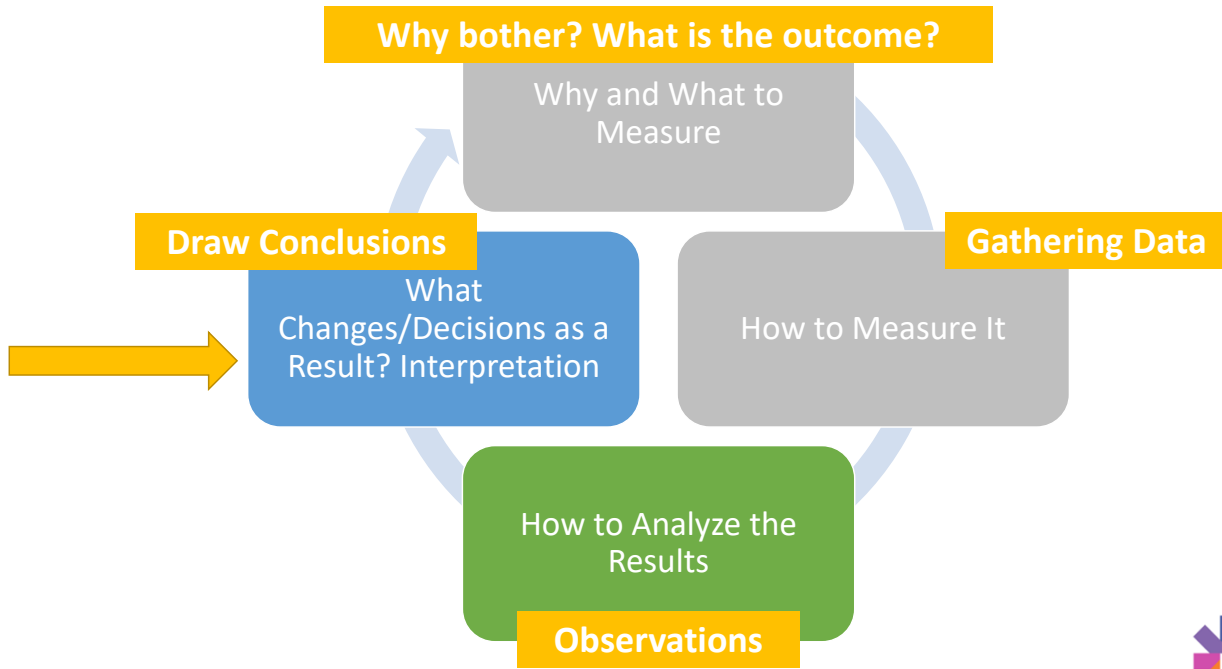 Why bother? What is the outcome?
Why and What to
Measure
Gathering Data
How to Measure It
How to Analyze the
Results
Observations
Draw Conclusions
What
Changes/Decisions as a
Result? Interpretation